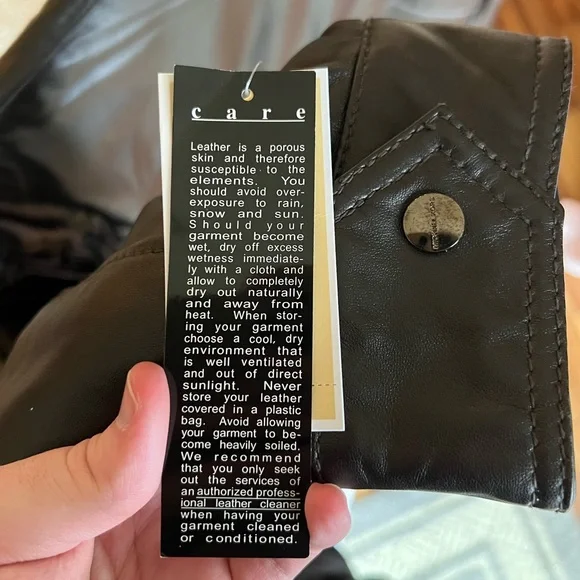 care
Leather is a porous
skin and therefore
susceptible to the
elements. You
should avoid over-
exposure to rain,
snow and sun.
Should your
garment become
wet, dry off excess
wetness immediate-
ly with a cloth and
allow to completely
dry out naturally
and away from
heat. When stor-
ing your garment
choose a cool, dry
environment that
is well ventilated
and out of direct
sunlight. Never
store your leather
covered in a plastic
bag. Avoid allowing
your garment to be-
come heavily soiled.
We recommend
that you only seek
out the services of
an authorized profess-
ional leather cleaner
when having your
garment cleaned
or conditioned.